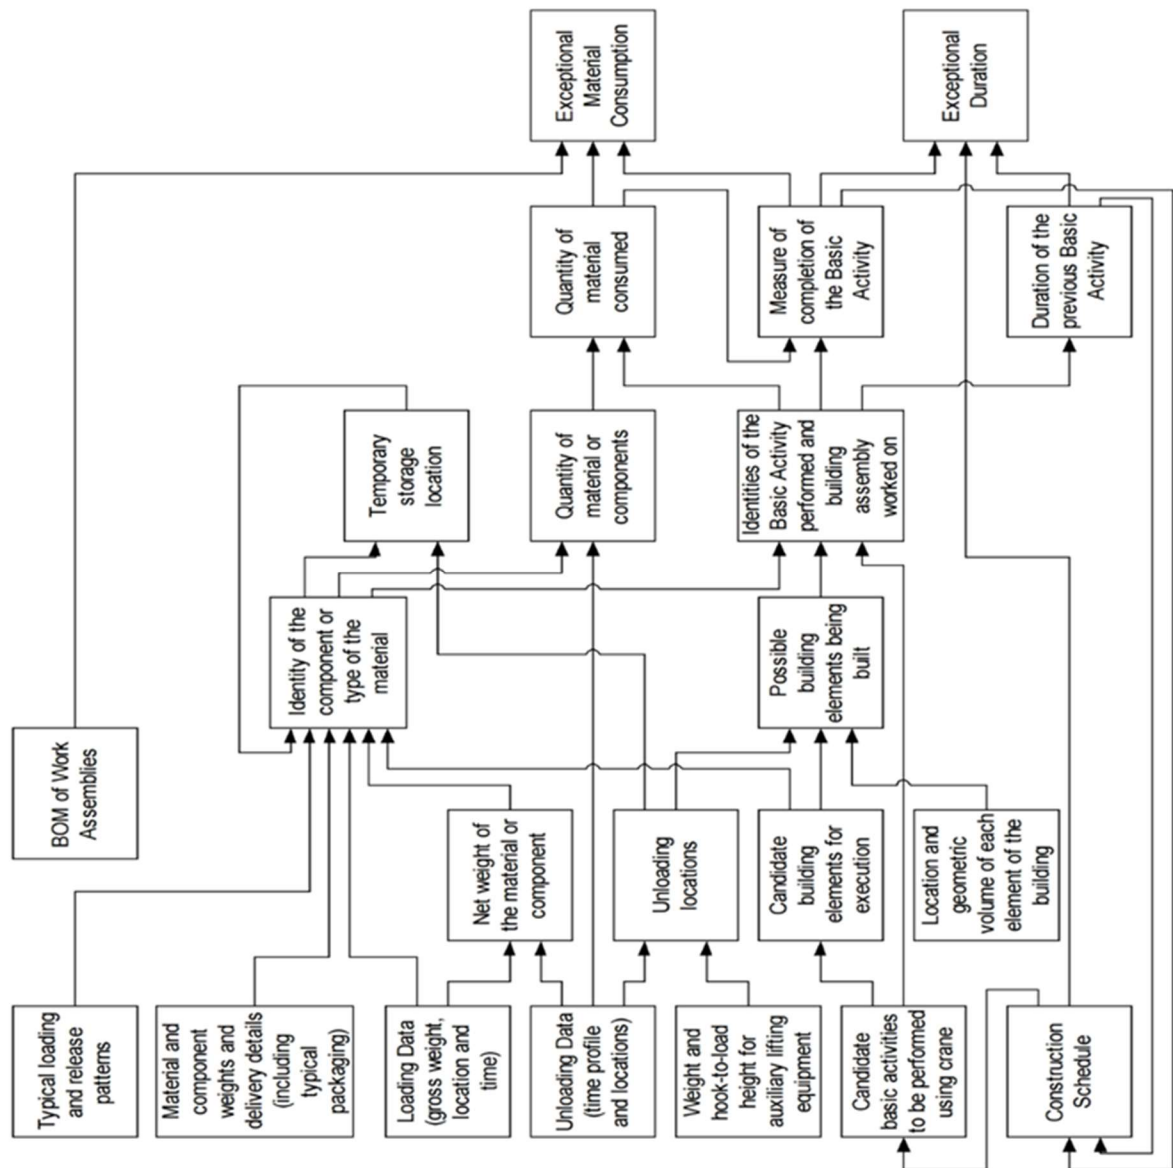 Exceptional
Material
Consumption
Exceptional
Duration
Quantity of
material
consumed
Measure of
completion of
the Basic
Activity
Duration of the
previous Basic
Activity
Temporary
storage
location
Quantity of
material or
components
Identities of the
Basic Activity
performed and
building
assembly
worked on
Identity of the
component or
type of the
material
Possible
building
elements being
built
BOM of Work
Assemblies
Net weight of
the material or
component
Unloading
locations
Candidate
building
elements for
execution
Location and
geometric
volume of each
element of the
building
Typical loading
and release
patterns
Material and
component
weights and
delivery details
(including
typical
packaging)
Loading Data
(gross weight,
location and
time)
Unloading Data
(time profile
and locations)
Weight and
hook-to-load
height for
auxiliary lifting
equipment
Candidate
basic activities
to be performed
using crane
Construction
Schedule